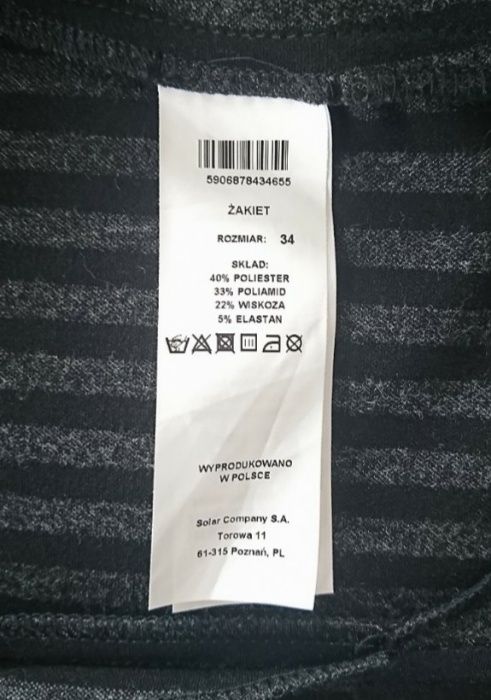 5906878434655
ŻAKIET
ROZMIAR: 34
SKLAD:
40% POLIESTER
33% POLIAMID
22% WISKOZA
5% ELASTAN
WYPRODUKOWANO
W POLSCE
Solar Company S.A.
Torowa 11
61-315 Poznań, PL